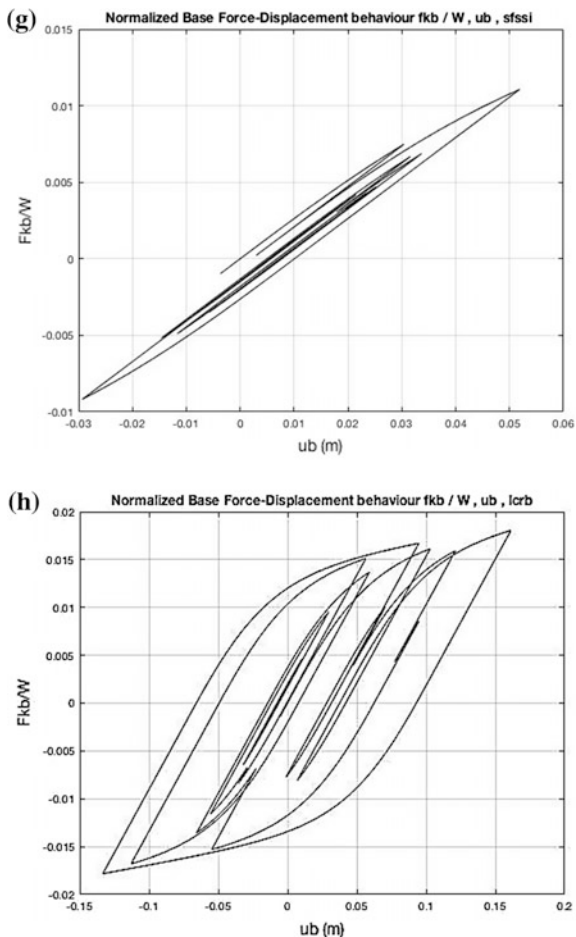 (g)
Normalized Base Force-Displacement behaviour fkb / W , ub , sfssi
0.015
0.01
0.005
0
-0.005
-0.01
Fkb/W
-0.03 -0.02 -0.01 0 0.01 0.02 0.03 0.04 0.05 0.06
ub (m)
(h)
Normalized Base Force-Displacement behaviour fkb / W , ub , lcrb
0.02
0.015
0.01
0.005
0
-0.005
-0.01
-0.015
-0.02
Fkb/W
-0.15 -0.1 -0.05 0 0.05 0.1 0.15 0.2
ub (m)